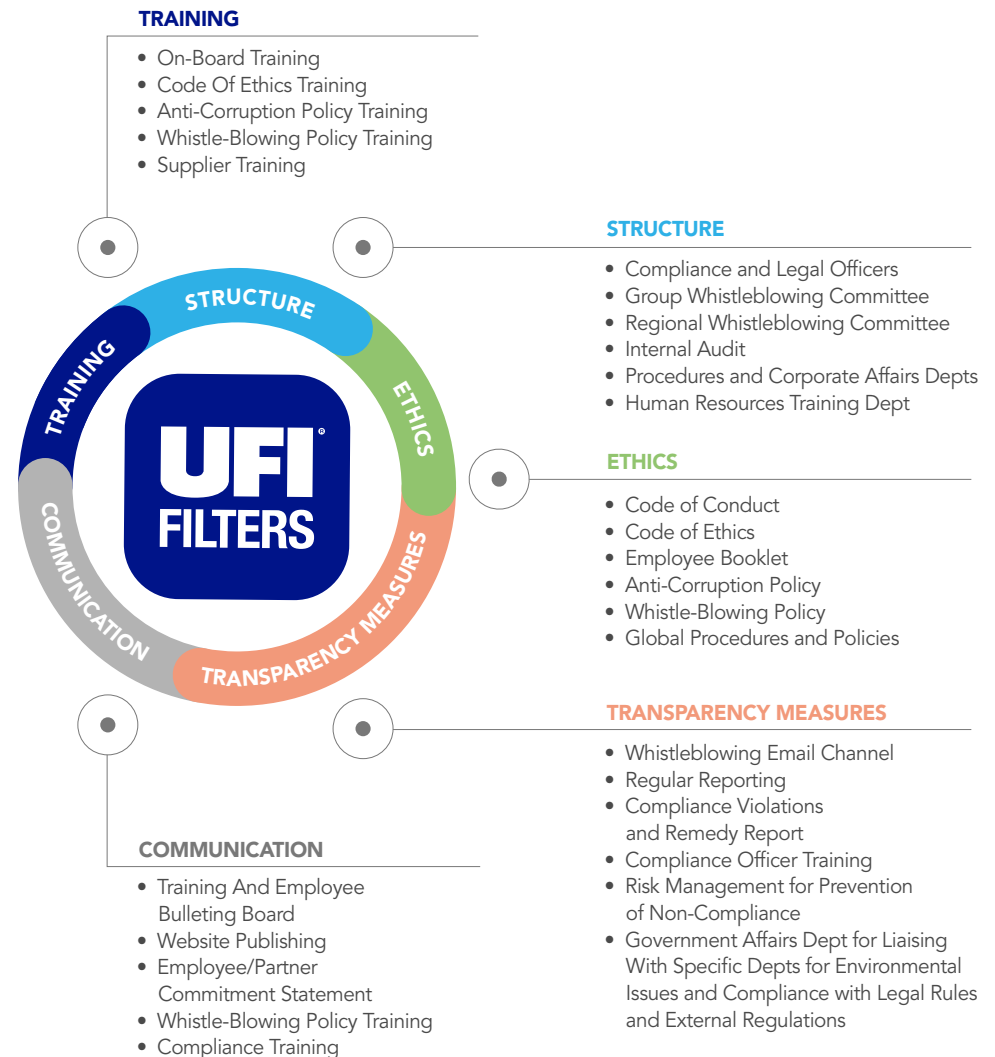 TRAINING
• On-Board Training
• Code Of Ethics Training
• Anti-Corruption Policy Training
• Whistle-Blowing Policy Training
• Supplier Training
STRUCTURE
• Compliance and Legal Officers
• Group Whistleblowing Committee
• Regional Whistleblowing Committee
• Internal Audit
• Procedures and Corporate Affairs Depts
• Human Resources Training Dept
ETHICS
• Code of Conduct
• Code of Ethics
• Employee Booklet
• Anti-Corruption Policy
• Whistle-Blowing Policy
• Global Procedures and Policies
TRANSPARENCY MEASURES
• Whistleblowing Email Channel
• Regular Reporting
• Compliance Violations
and Remedy Report
• Compliance Officer Training
• Risk Management for Prevention
of Non-Compliance
• Government Affairs Dept for Liaising
With Specific Depts for Environmental
Issues and Compliance with Legal Rules
and External Regulations
COMMUNICATION
• Training And Employee
Bulleting Board
• Website Publishing
• Employee/Partner
Commitment Statement
• Whistle-Blowing Policy Training
• Compliance Training
TRAINING
STRUCTURE
ETHICS
TRANSPARENCY MEASURES
COMMUNICATION
UFI®
FILTERS